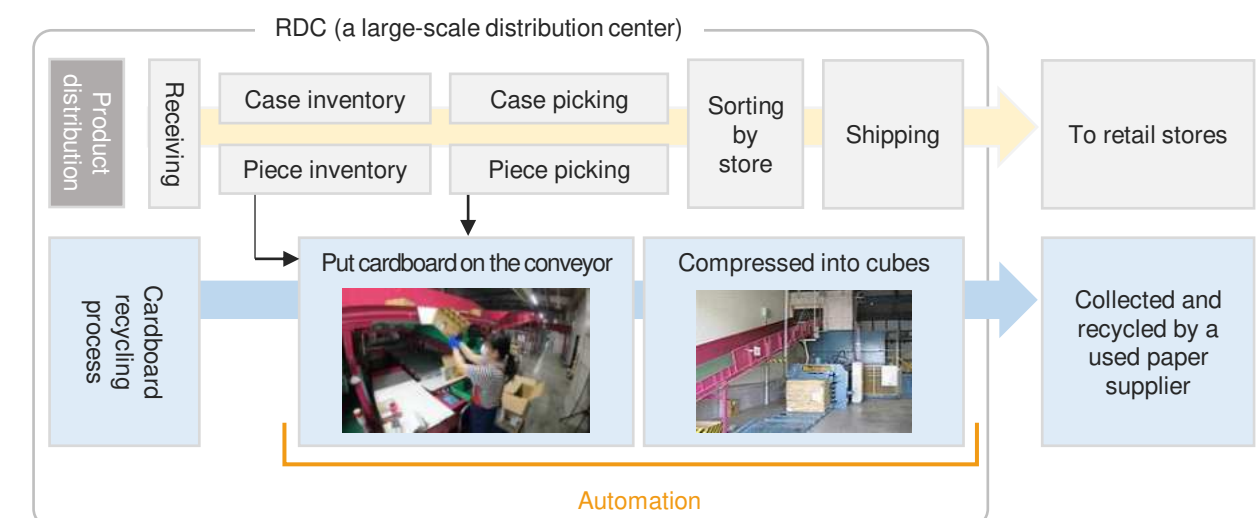 RDC (a large-scale distribution center)
Product
distribution
Receiving
Case inventory
Case picking
Piece inventory
Piece picking
Sorting
by
store
Shipping
To retail stores
Cardboard
recycling
process
Put cardboard on the conveyor
Compressed into cubes
Collected and
recycled by a
used paper
supplier
Automation